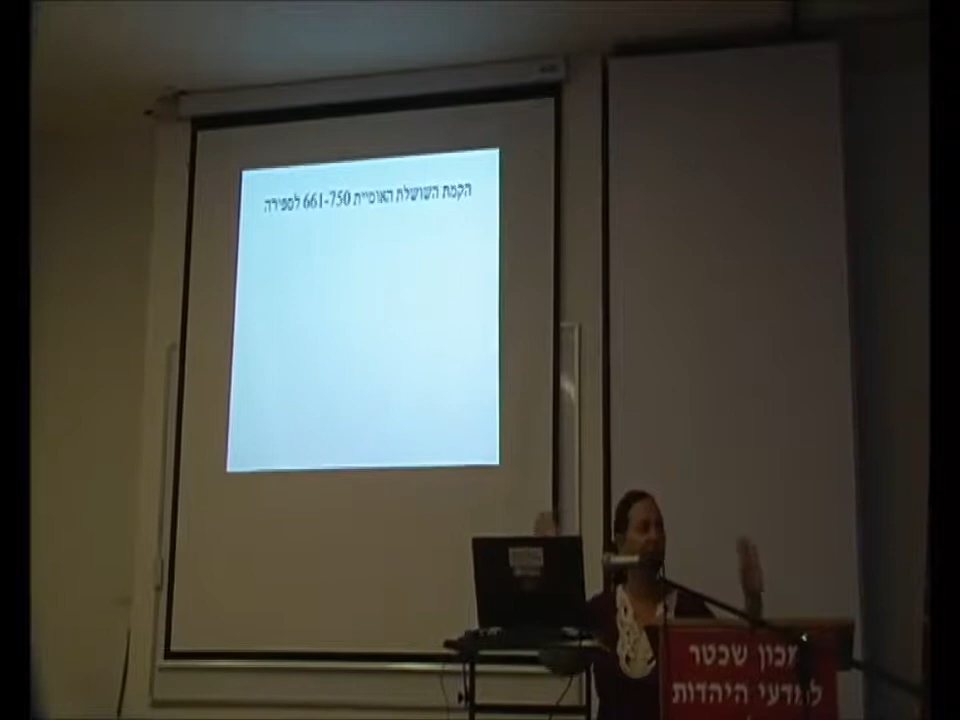 הקמת השושלת האומיית 661-750 לספירה
מכון שכטר
למדעי היהדות